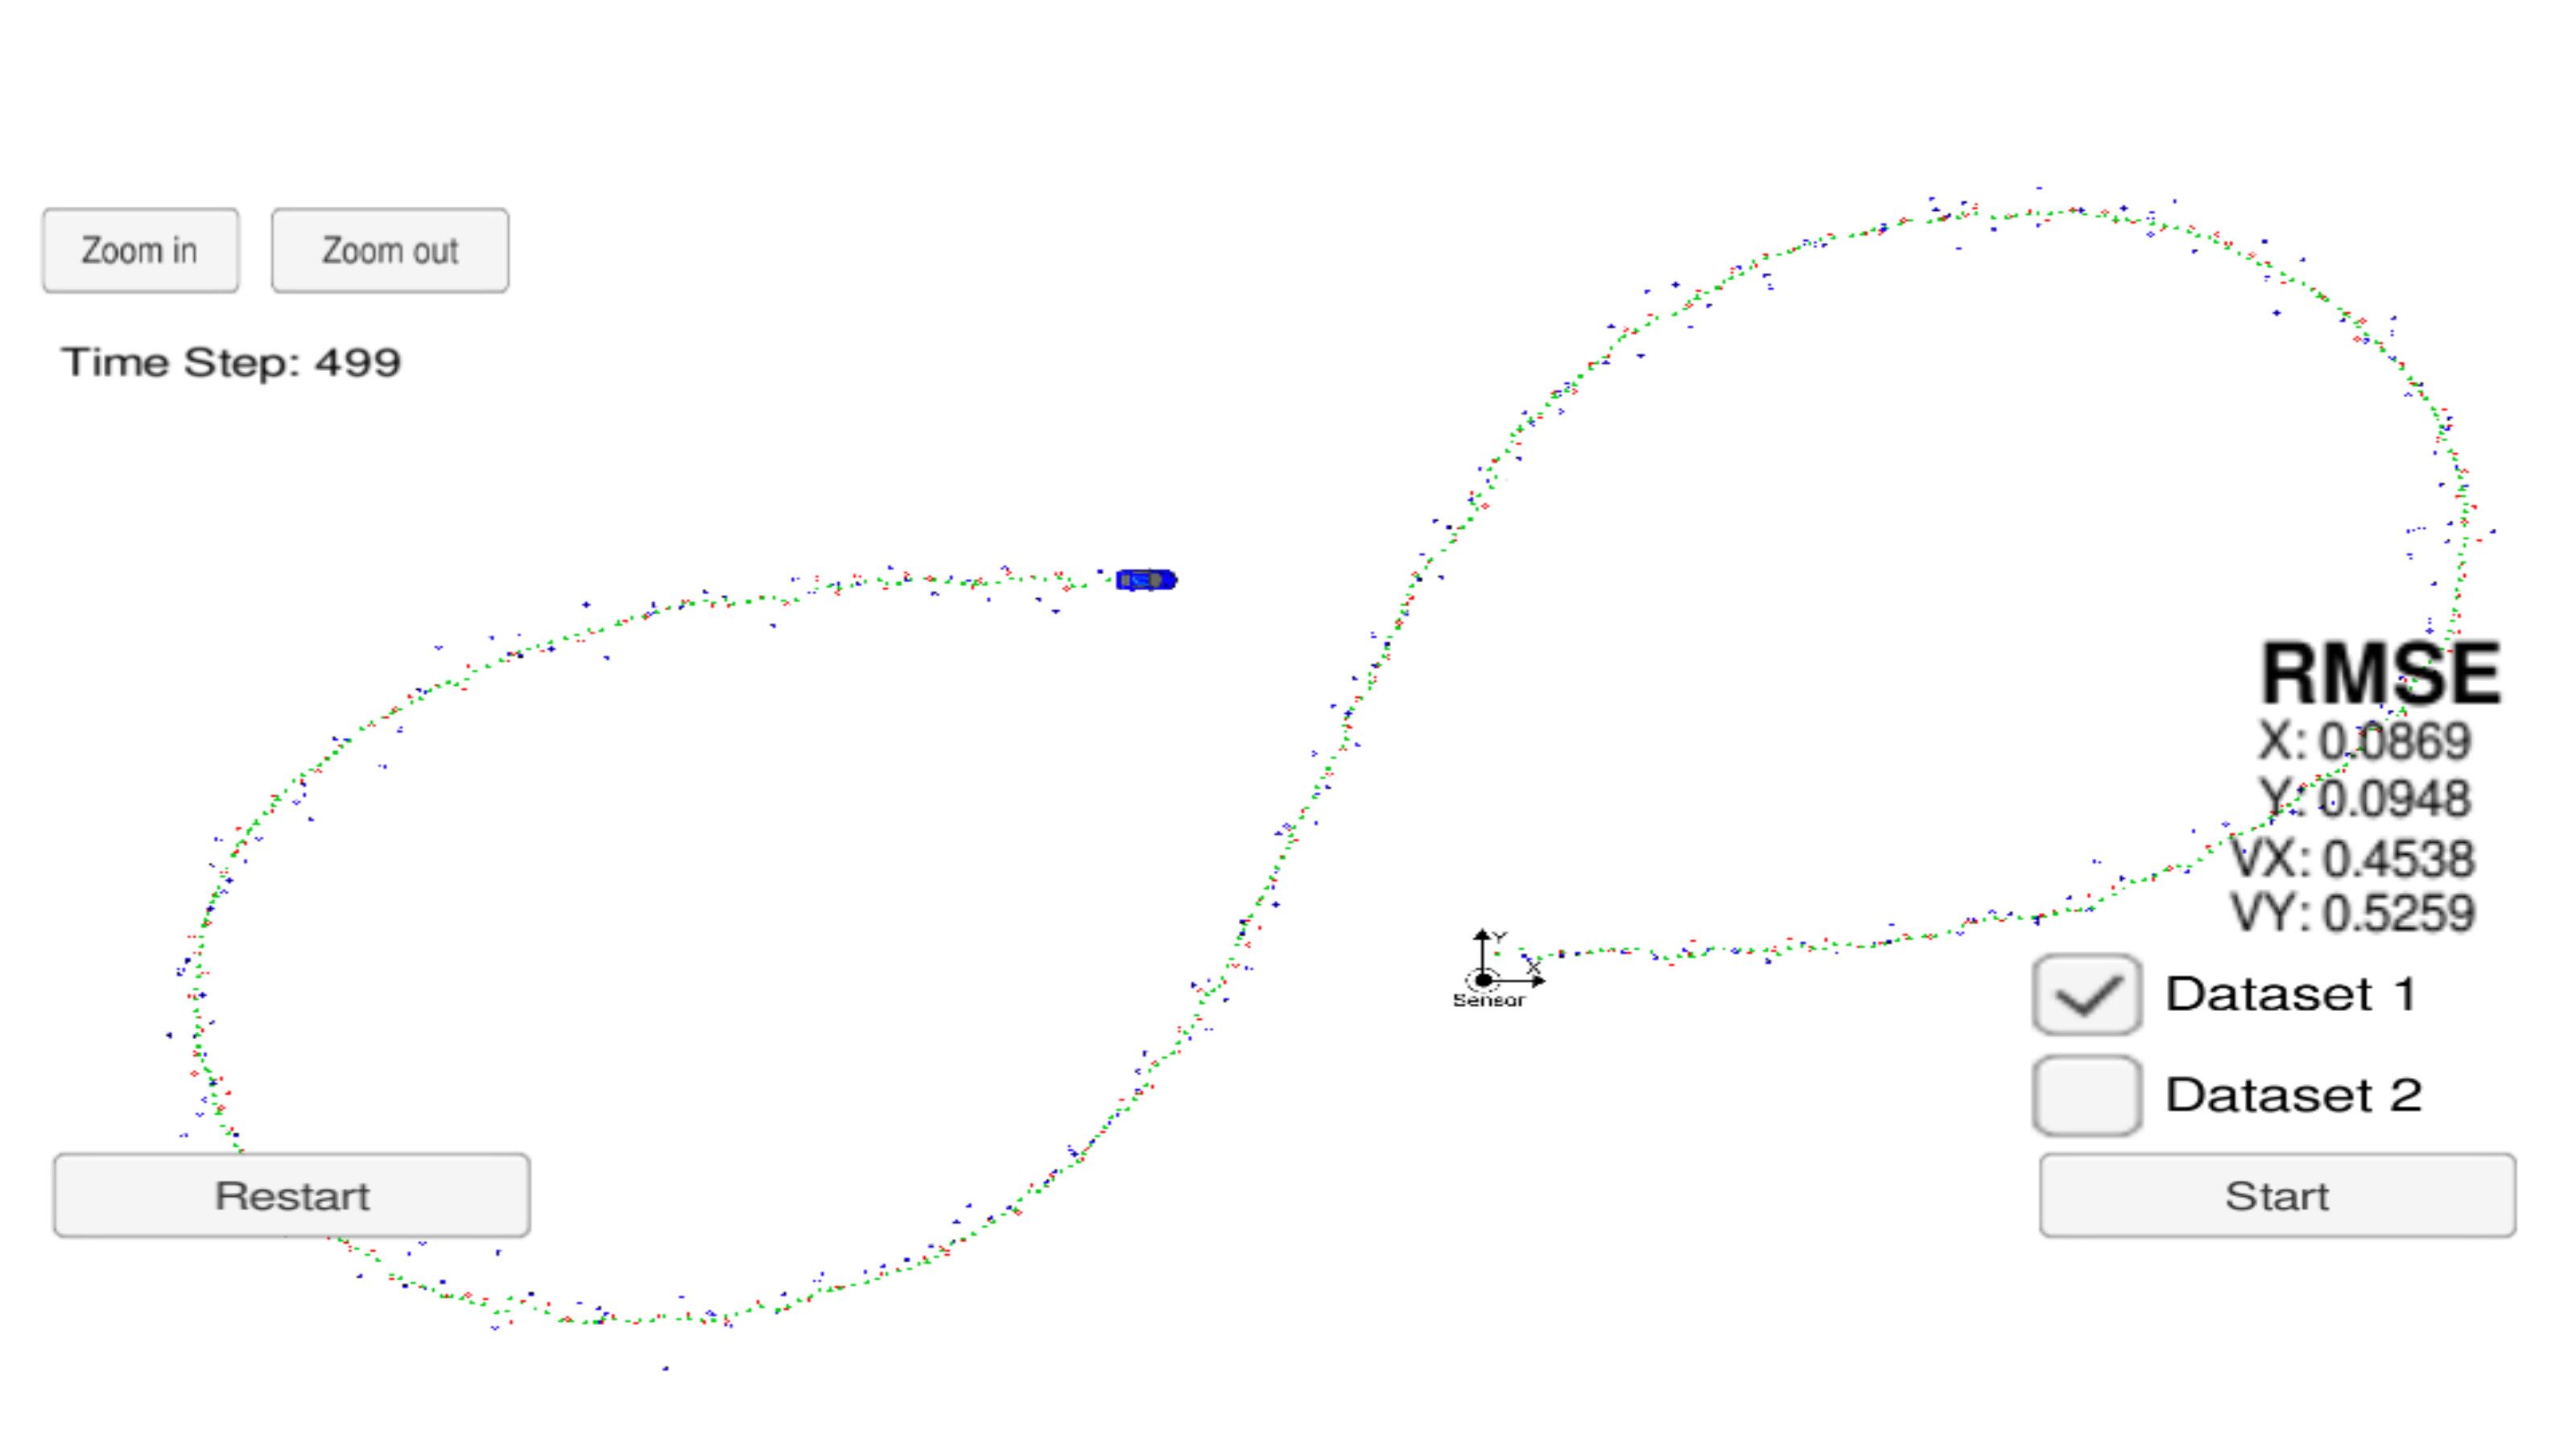 Zoom in
Zoom out
Time Step: 499
RMSE
X: 0.0869
Y: 0.0948
VX: 0.4538
VY: 0.5259
Y
X
Sensor
Dataset 1
Dataset 2
Restart
Start